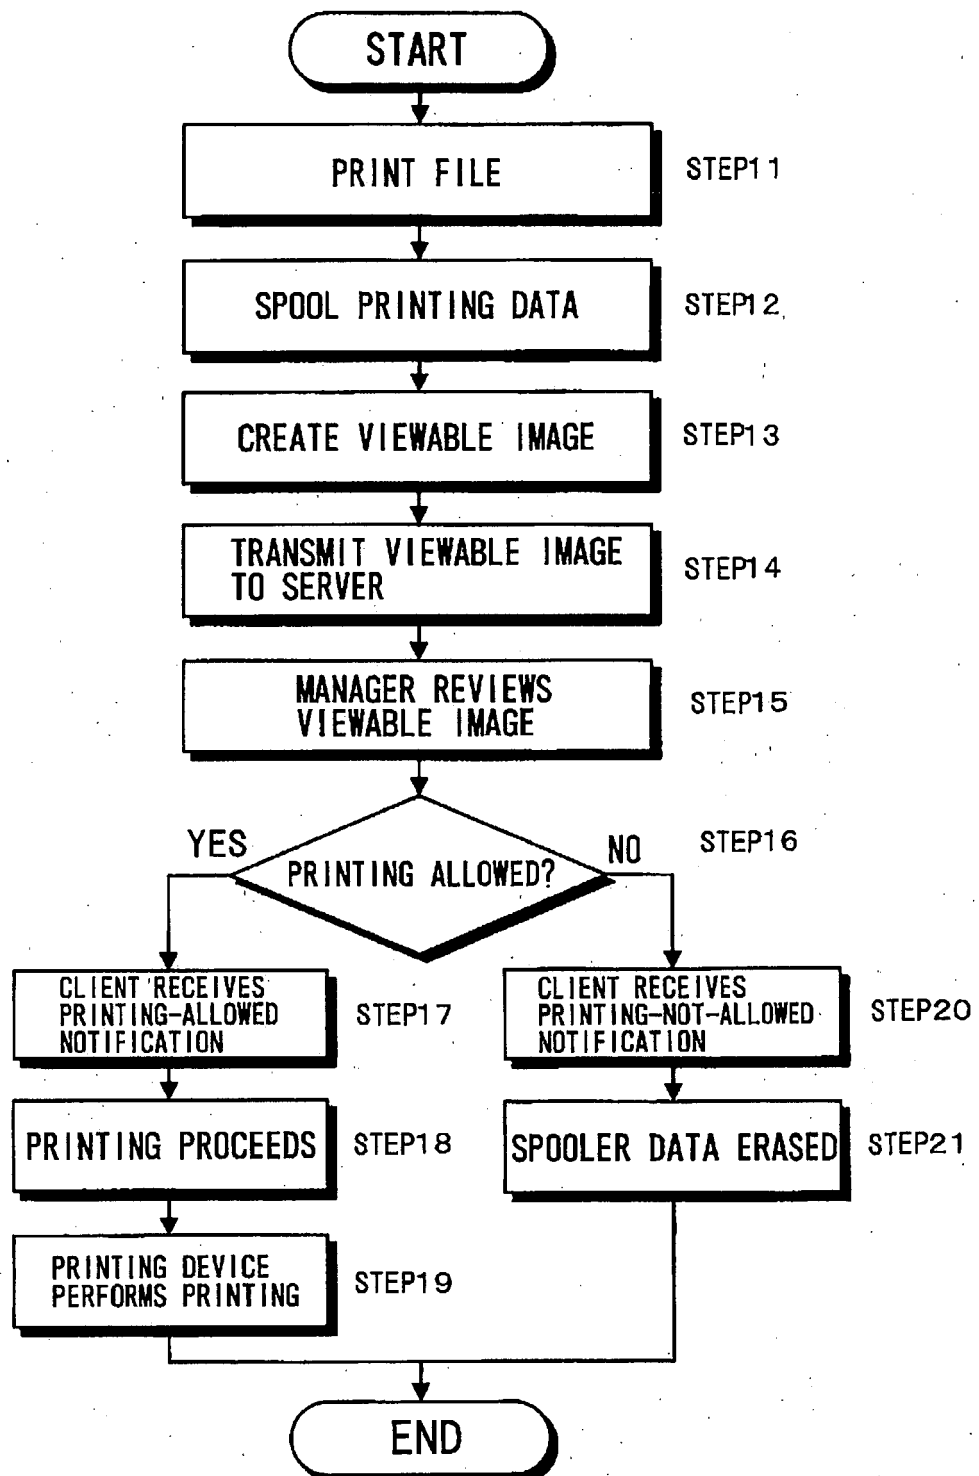 START
PRINT FILE
STEP11
SPOOL PRINTING DATA
STEP12
CREATE VIEWABLE IMAGE
STEP13
TRANSMIT VIEWABLE IMAGE
TO SERVER
STEP14
MANAGER REVIEWS
VIEWABLE IMAGE
STEP15
PRINTING ALLOWED?
STEP16
YES
NO
CLIENT RECEIVES
PRINTING-ALLOWED
NOTIFICATION
STEP17
PRINTING PROCEEDS
STEP18
PRINTING DEVICE
PERFORMS PRINTING
STEP19
CLIENT RECEIVES
PRINTING-NOT-ALLOWED
NOTIFICATION
STEP20
SPOOLER DATA ERASED
STEP21
END